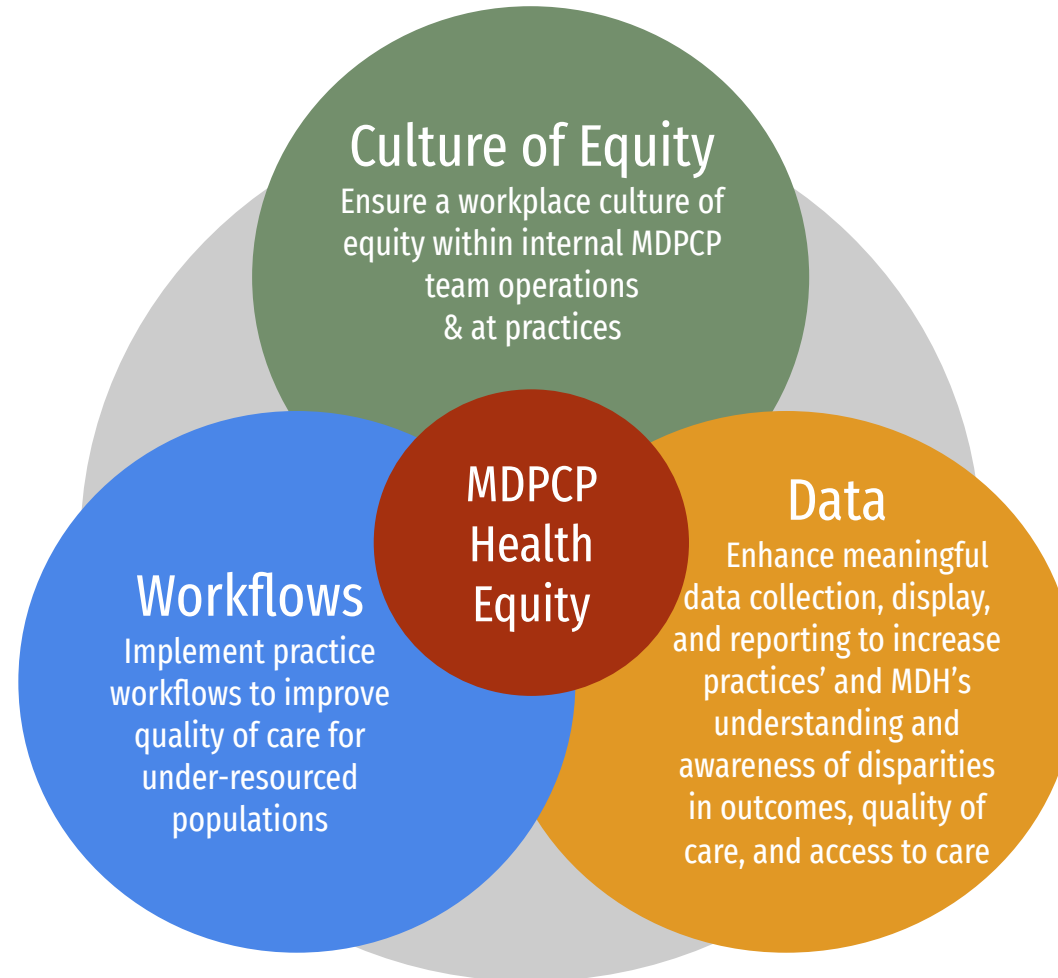 Culture of Equity
Ensure a workplace culture of
equity within internal MDPCP
team operations
& at practices
MDPCP
Health
Equity
Workflows
Implement practice
workflows to improve
quality of care for
under-resourced
populations
Data
Enhance meaningful
data collection, display,
and reporting to increase
practices’ and MDH’s
understanding and
awareness of disparities
in outcomes, quality of
care, and access to care